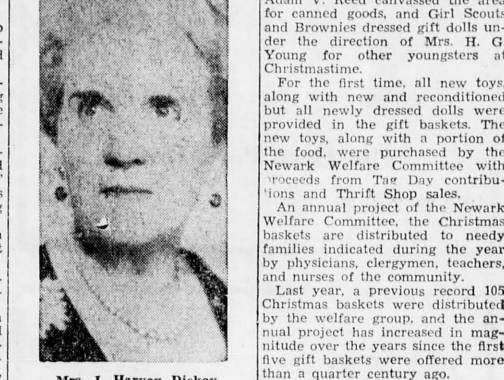 Mrs. J. Harvey Dickey
Adam V. Reed canvassed the area
for canned goods, and Girl Scouts
and Brownies dressed gift dolls un-
der the direction of Mrs. H. G.
Young for other youngsters at
Christmastime.
For the first time, all new toys,
along with new and reconditioned
but all newly dressed dolls were
provided in the gift baskets. The
new toys, along with a portion of
the food, were purchased by the
Newark Welfare Committee with
proceeds from Tag Day contribu-
tions and Thrift Shop sales.
An annual project of the Newark
Welfare Committee, the Christmas
baskets are distributed to needy
families indicated during the year
by physicians, clergymen, teachers,
and nurses of the community.
Last year, a previous record 105
Christmas baskets were distributed
by the welfare group, and the an-
nual project has increased in mag-
nitude over the years since the first
five gift baskets were offered more
than a quarter century ago.